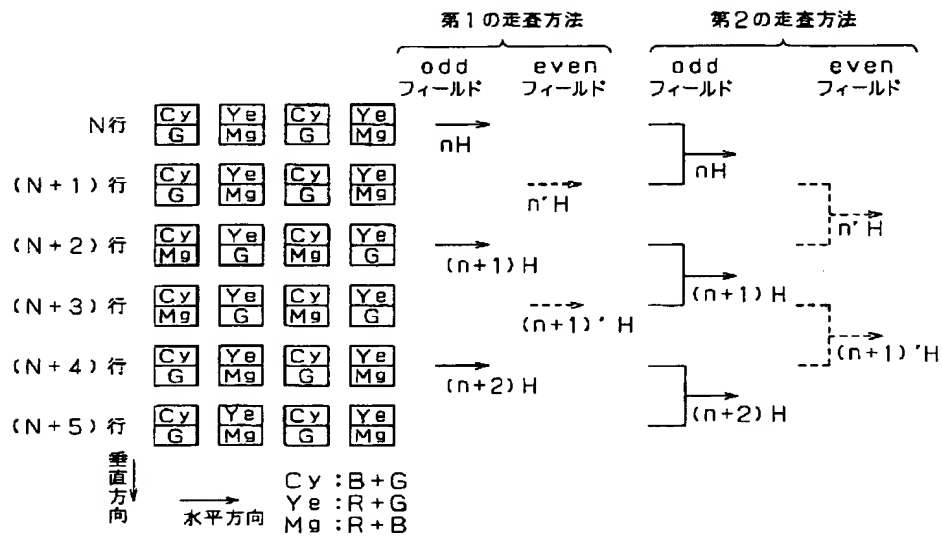 第1の走査方法 第2の走査方法
odd even odd even
フィールド フィールド フィールド フィールド
N行 Cy Ye Cy Ye
G Mg G Mg
nH
nH
(N+1)行 Cy Ye Cy Ye
G Mg G Mg
n'H
n'H
(N+2)行 Cy Ye Cy Ye
Mg G Mg G
(n+1)H
(n+1)H
(N+3)行 Cy Ye Cy Ye
Mg G Mg G
(n+1)'H
(n+1)'H
(N+4)行 Cy Ye Cy Ye
G Mg G Mg
(n+2)H
(n+2)H
(N+5)行 Cy Ye Cy Ye
G Mg G Mg
垂直方向
水平方向
Cy:B+G
Ye:R+G
Mg:R+B